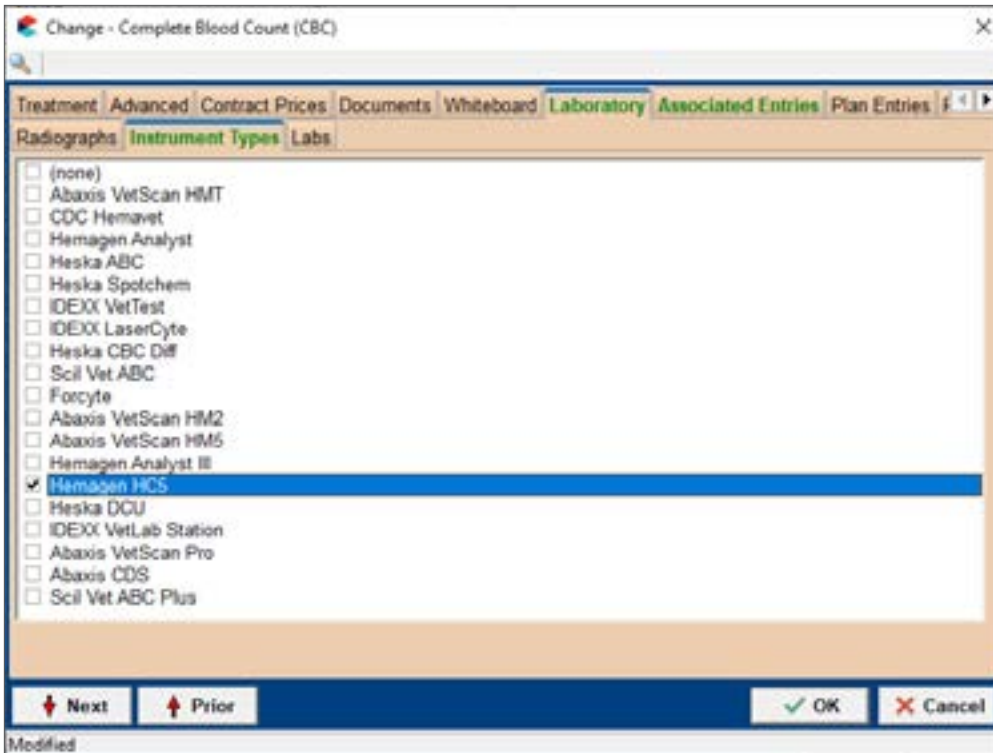 Change - Complete Blood Count (CBC)
Treatment Advanced Contract Prices Documents Whiteboard Laboratory Associated Entries Plan Entries
Radiographs Instrument Types Labs
(none)
Abaxis VetScan HMT
CDC Hemavet
Hemagen Analyst
Heska ABC
Heska Spotchem
IDEXX VetTest
IDEXX LaserCyte
Heska CBC Diff
Scil Vet ABC
Forcyte
Abaxis VetScan HM2
Abaxis VetScan HM5
Hemagen Analyst III
Hemagen HC5
Heska DCU
IDEXX VetLab Station
Abaxis VetScan Pro
Abaxis CDS
Scil Vet ABC Plus
Next Prior OK Cancel
Modified